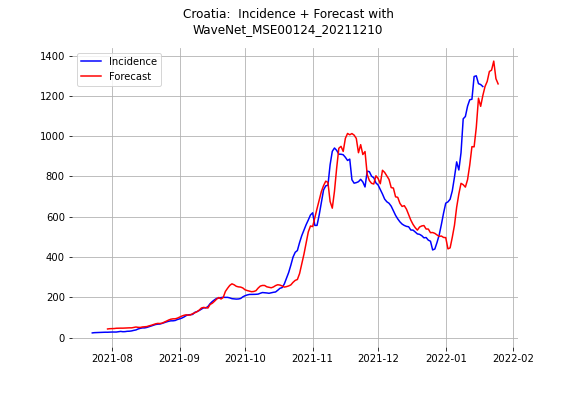 Croatia:  Incidence + Forecast with
WaveNet_MSE00124_20211210
Incidence
Forecast
1400
1200
1000
800
600
400
200
0
2021-08 2021-09 2021-10 2021-11 2021-12 2022-01 2022-02